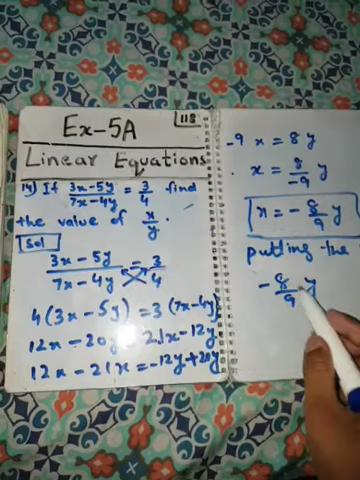 Ex-5A
118
Linear Equations
14) If (3x-5y)/(7x-4y) = 3/4 find
the value of x/y.
Sol
(3x-5y)/(7x-4y) = 3/4
4(3x-5y) = 3(7x-4y)
12x-20y = 21x-12y
12x-21x = -12y+20y
-9x = 8y
x = 8/-9 y
x = -8/9 y
putting the
-8/9 y